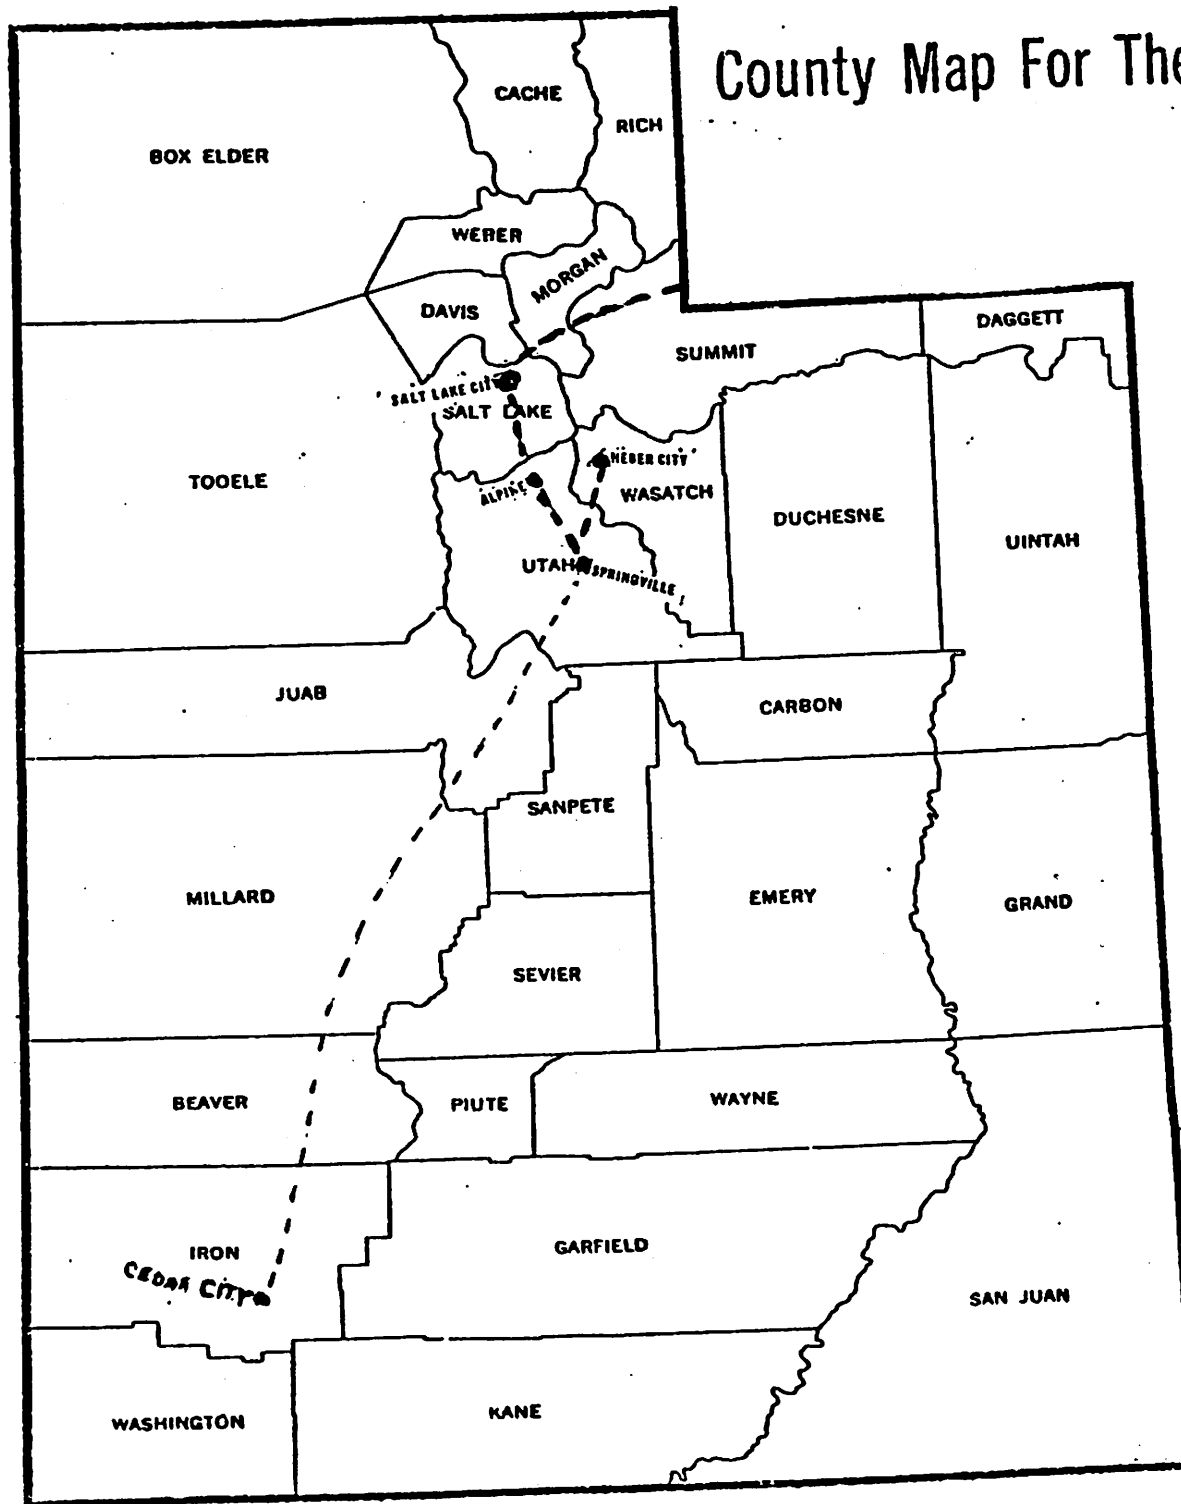 County Map For The
CACHE
RICH
BOX ELDER
WEBER
MORGAN
DAVIS
DAGGETT
SUMMIT
SALT LAKE CITY
SALT LAKE
HEBER CITY
TOOELE
ALPINE
WASATCH
DUCHESNE
UINTAH
UTAH
SPRINGVILLE
JUAB
CARBON
SANPETE
MILLARD
EMERY
GRAND
SEVIER
BEAVER
PIUTE
WAYNE
IRON
GARFIELD
CEDAR CITY
SAN JUAN
WASHINGTON
KANE